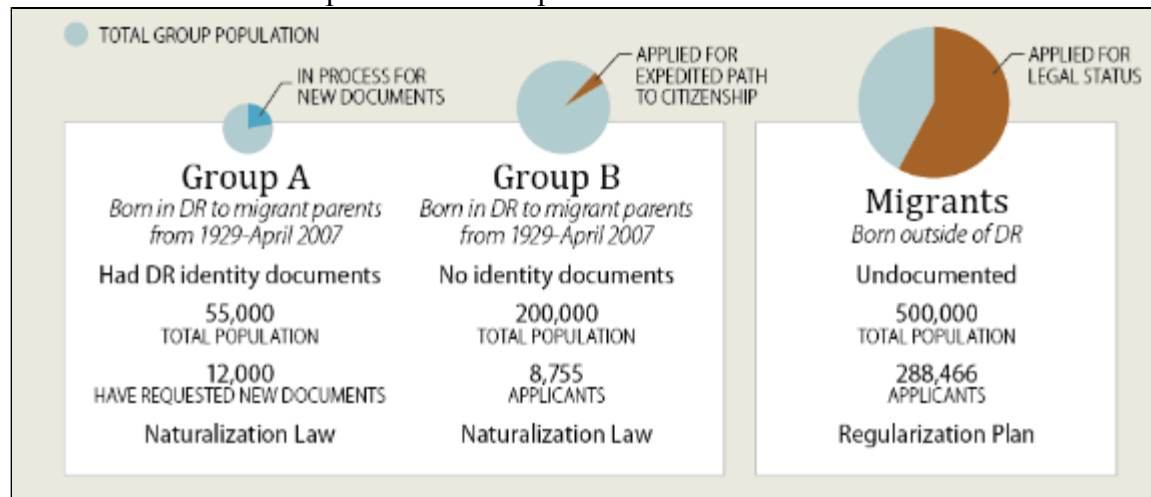 TOTAL GROUP POPULATION
IN PROCESS FOR
NEW DOCUMENTS
APPLIED FOR
EXPEDITED PATH
TO CITIZENSHIP
APPLIED FOR
LEGAL STATUS
Group A
Born in DR to migrant parents
from 1929-April 2007
Had DR identity documents
55,000
TOTAL POPULATION
12,000
HAVE REQUESTED NEW DOCUMENTS
Naturalization Law
Group B
Born in DR to migrant parents
from 1929-April 2007
No identity documents
200,000
TOTAL POPULATION
8,755
APPLICANTS
Naturalization Law
Migrants
Born outside of DR
Undocumented
500,000
TOTAL POPULATION
288,466
APPLICANTS
Regularization Plan